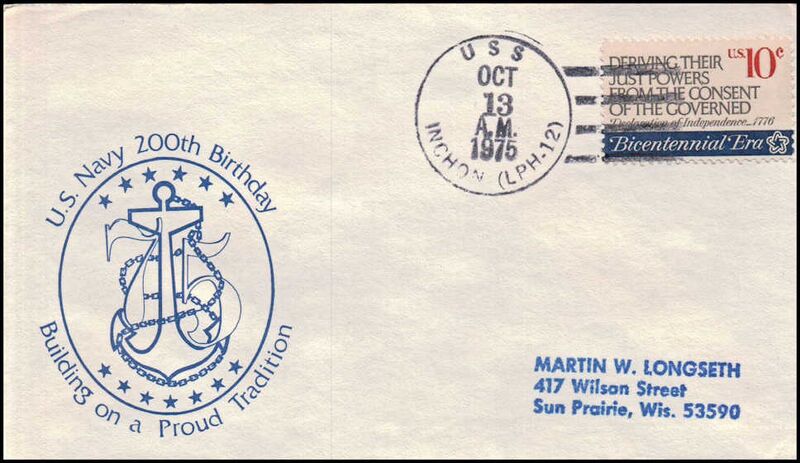 USS
OCT
13
A.M.
1975
INCHON (LPH-12)
U.S. 10c
DERIVING THEIR
JUST POWERS
FROM THE CONSENT
OF THE GOVERNED
Declaration of Independence...1776
Bicentennial Era
U.S. Navy 200th Birthday
75
Building on a Proud Tradition
MARTIN W. LONGSETH
417 Wilson Street
Sun Prairie, Wis. 53590